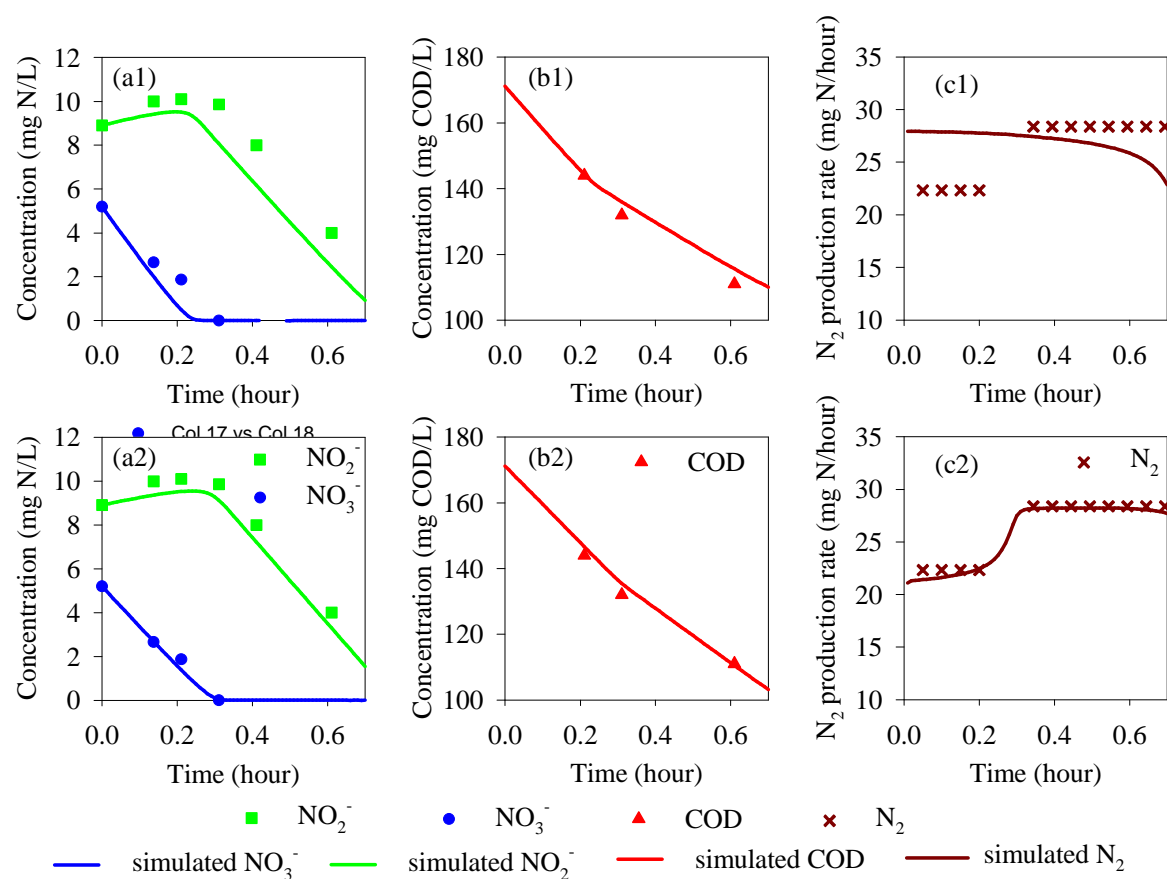 Concentration (mg N/L)
12
10
8
6
4
2
0
(a1)
0.0 0.2 0.4 0.6
Time (hour)
Concentration (mg COD/L)
180
160
140
120
100
(b1)
0.0 0.2 0.4 0.6
Time (hour)
N₂ production rate (mg N/hour)
35
30
25
20
15
10
(c1)
0.0 0.2 0.4 0.6
Time (hour)
Col 17 vs Col 18
Concentration (mg N/L)
12
10
8
6
4
2
0
(a2)
NO₂⁻
NO₃⁻
0.0 0.2 0.4 0.6
Time (hour)
Concentration (mg COD/L)
180
160
140
120
100
(b2)
COD
0.0 0.2 0.4 0.6
Time (hour)
N₂ production rate (mg N/hour)
35
30
25
20
15
10
(c2)
N₂
0.0 0.2 0.4 0.6
Time (hour)
NO₂⁻ NO₃⁻ COD N₂
simulated NO₃⁻ simulated NO₂⁻ simulated COD simulated N₂